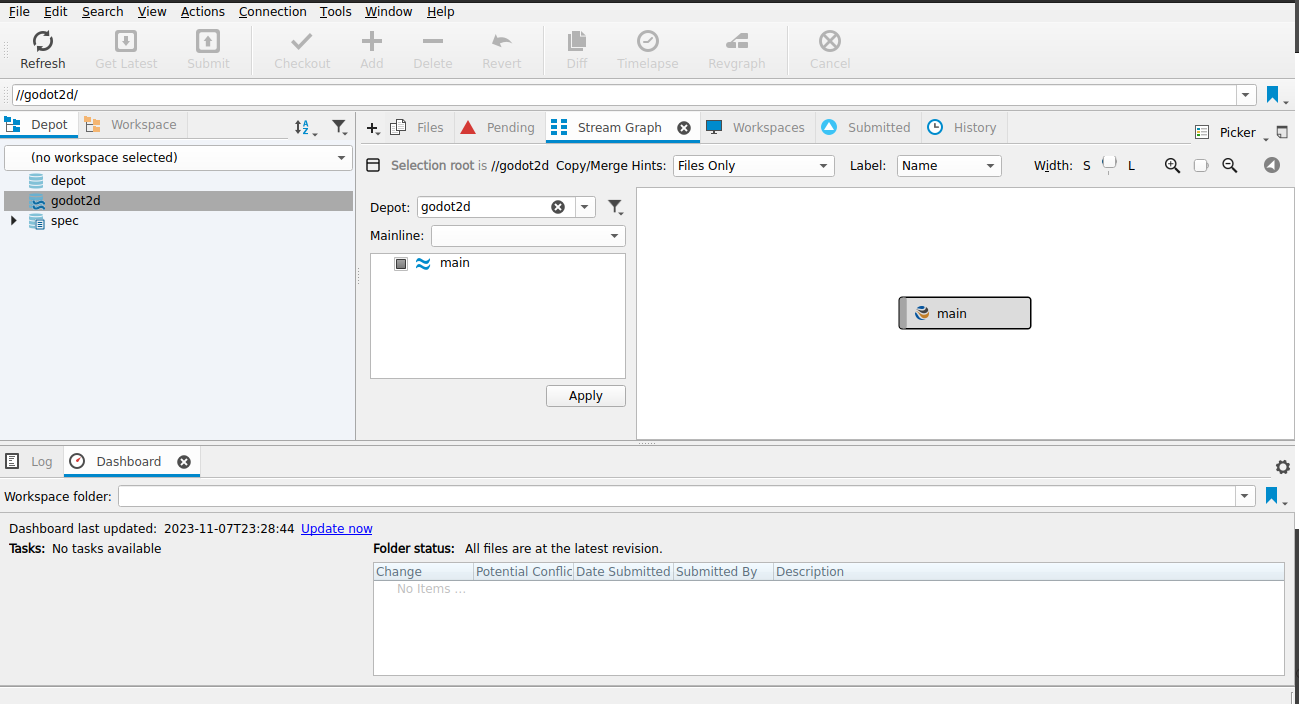 File Edit Search View Actions Connection Tools Window Help
Refresh Get Latest Submit Checkout Add Delete Revert Diff Timelapse Revgraph Cancel
//godot2d/
Depot Workspace
(no workspace selected)
depot
godot2d
spec
Files Pending Stream Graph Workspaces Submitted History Picker
Selection root is //godot2d Copy/Merge Hints: Files Only Label: Name Width: S L
Depot: godot2d
Mainline:
main
Apply
main
Log Dashboard
Workspace folder:
Dashboard last updated: 2023-11-07T23:28:44 Update now
Tasks: No tasks available
Folder status: All files are at the latest revision.
Change Potential Conflic Date Submitted Submitted By Description
No Items ...